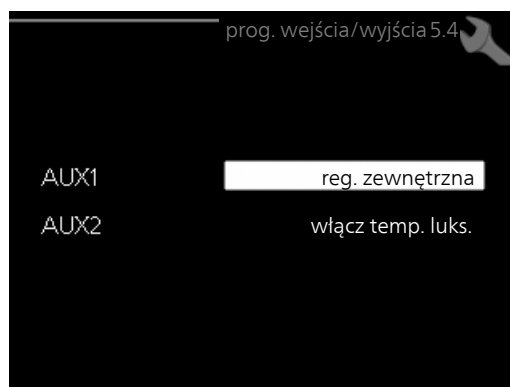 prog. wejścia/wyjścia 5.4
AUX1 reg. zewnętrzna
AUX2 włącz temp. luks.